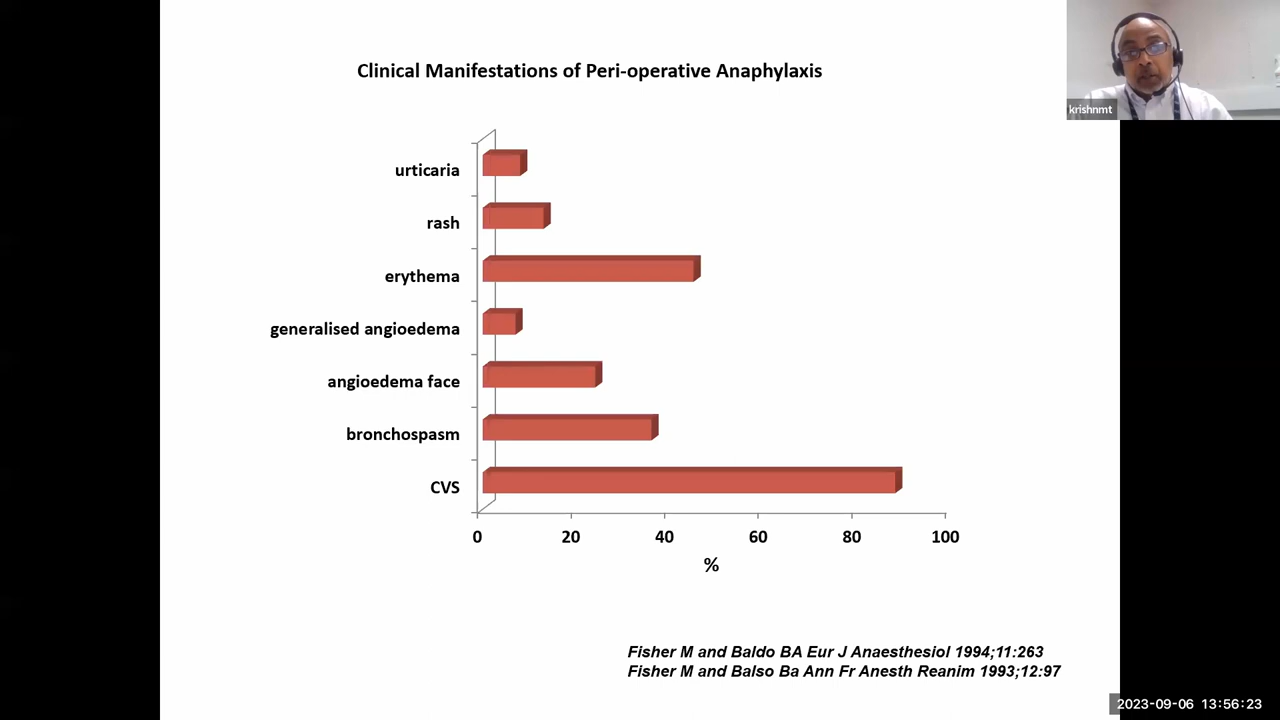 Clinical Manifestations of Peri-operative Anaphylaxis
krishnmt
urticaria
rash
erythema
generalised angioedema
angioedema face
bronchospasm
CVS
0 20 40 60 80 100
%
Fisher M and Baldo BA Eur J Anaesthesiol 1994;11:263
Fisher M and Balso Ba Ann Fr Anesth Reanim 1993;12:97
2023-09-06 13:56:23